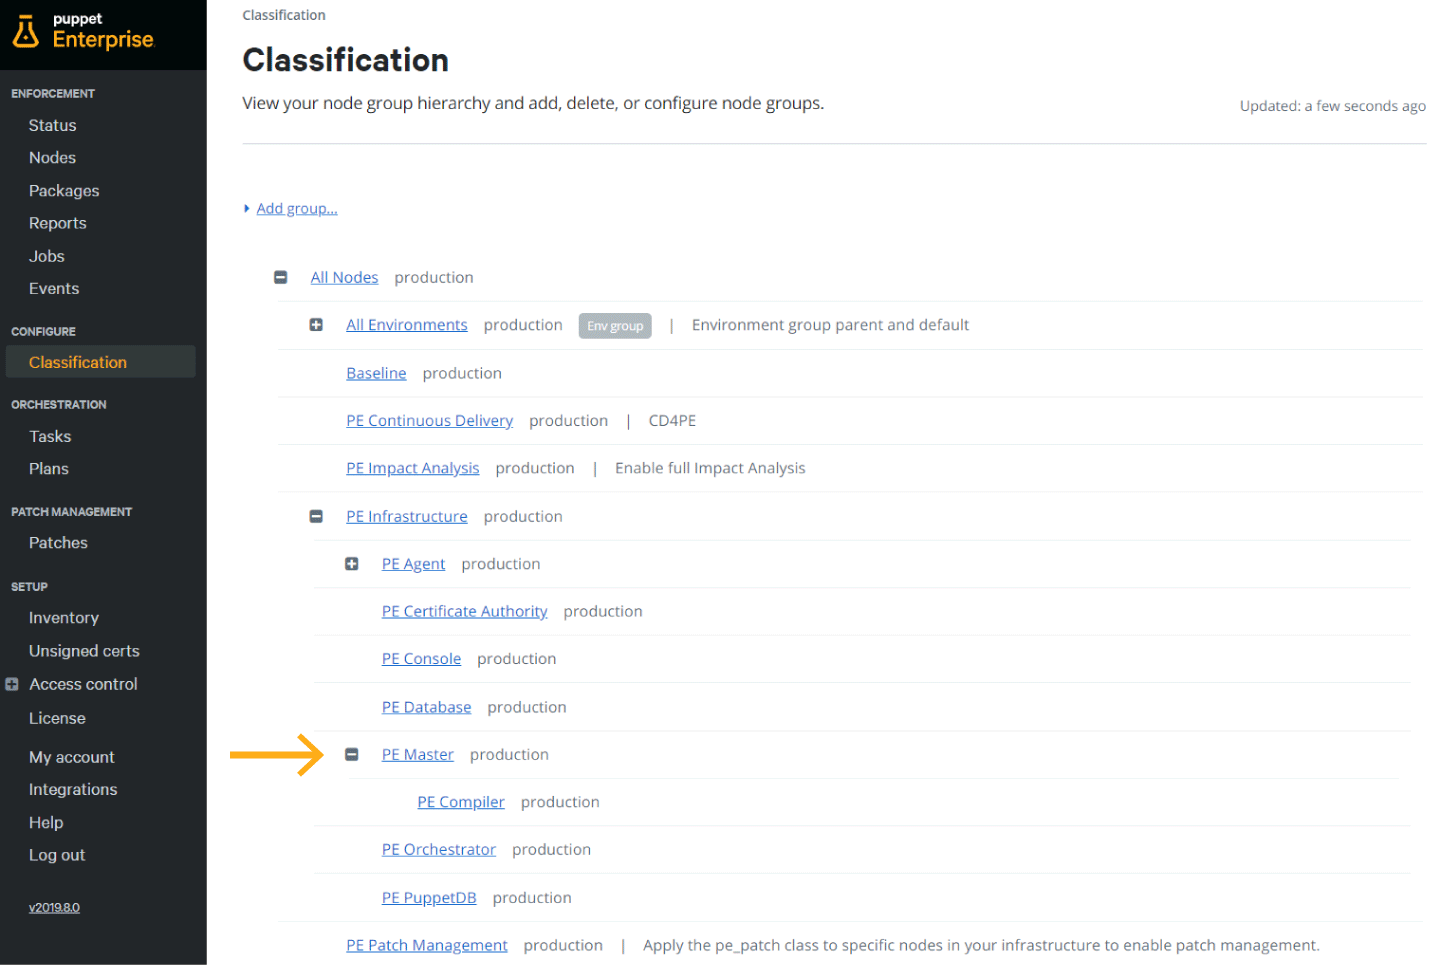 puppet
Enterprise
ENFORCEMENT
Status
Nodes
Packages
Reports
Jobs
Events
CONFIGURE
Classification
ORCHESTRATION
Tasks
Plans
PATCH MANAGEMENT
Patches
SETUP
Inventory
Unsigned certs
Access control
License
My account
Integrations
Help
Log out
v2019.8.0
Classification
Classification
View your node group hierarchy and add, delete, or configure node groups.
Updated: a few seconds ago
Add group...
All Nodes production
All Environments production Env group | Environment group parent and default
Baseline production
PE Continuous Delivery production | CD4PE
PE Impact Analysis production | Enable full Impact Analysis
PE Infrastructure production
PE Agent production
PE Certificate Authority production
PE Console production
PE Database production
PE Master production
PE Compiler production
PE Orchestrator production
PE PuppetDB production
PE Patch Management production | Apply the pe_patch class to specific nodes in your infrastructure to enable patch management.